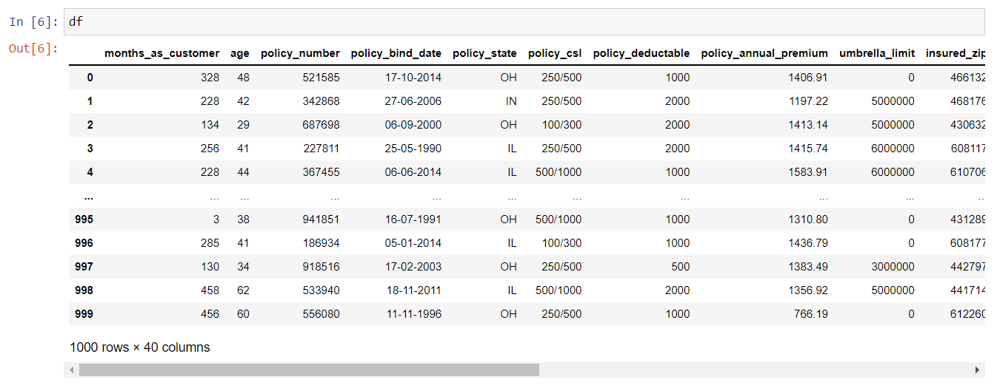 In [6]: df
Out[6]:
months_as_customer age policy_number policy_bind_date policy_state policy_csl policy_deductable policy_annual_premium umbrella_limit insured_zip
0 328 48 521585 17-10-2014 OH 250/500 1000 1406.91 0 466132
1 228 42 342868 27-06-2006 IN 250/500 2000 1197.22 5000000 468176
2 134 29 687698 06-09-2000 OH 100/300 2000 1413.14 5000000 430632
3 256 41 227811 25-05-1990 IL 250/500 2000 1415.74 6000000 608117
4 228 44 367455 06-06-2014 IL 500/1000 1000 1583.91 6000000 610706
... ... ... ... ... ... ... ... ... ... ...
995 3 38 941851 16-07-1991 OH 500/1000 1000 1310.80 0 431289
996 285 41 186934 05-01-2014 IL 100/300 1000 1436.79 0 608177
997 130 34 918516 17-02-2003 OH 250/500 500 1383.49 3000000 442797
998 458 62 533940 18-11-2011 IL 500/1000 2000 1356.92 5000000 441714
999 456 60 556080 11-11-1996 OH 250/500 1000 766.19 0 612260
1000 rows × 40 columns